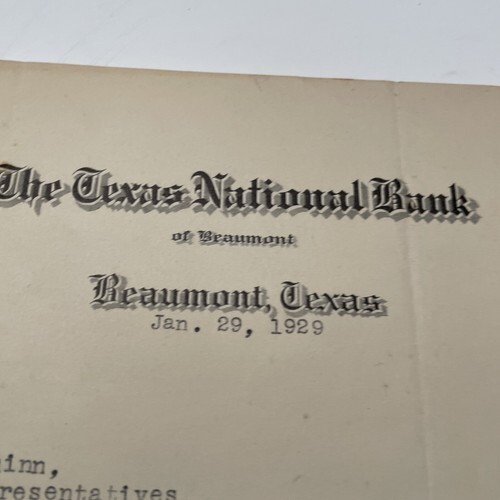 The Texas National Bank
of Beaumont
Beaumont, Texas
Jan. 29, 1929
inn,
resentatives